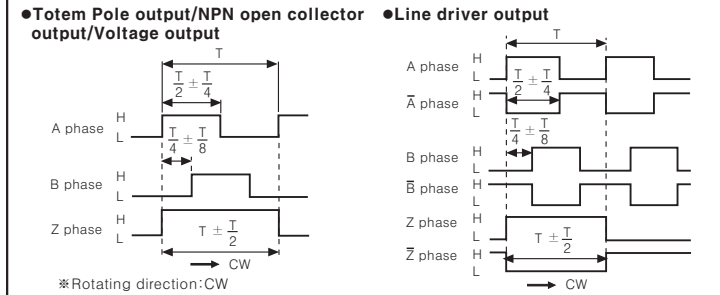 ●Totem Pole output/NPN open collector output/Voltage output
T
T/2 ± T/4
H
A phase
L
T/4 ± T/8
H
B phase
L
H
Z phase
L
T ± T/2
CW
※Rotating direction:CW
●Line driver output
T
A phase H
L
T/2 ± T/4
A̅ phase H
L
T/4 ± T/8
B phase H
L
B̅ phase H
L
Z phase H
L
T ± T/2
Z̅ phase H
L
CW